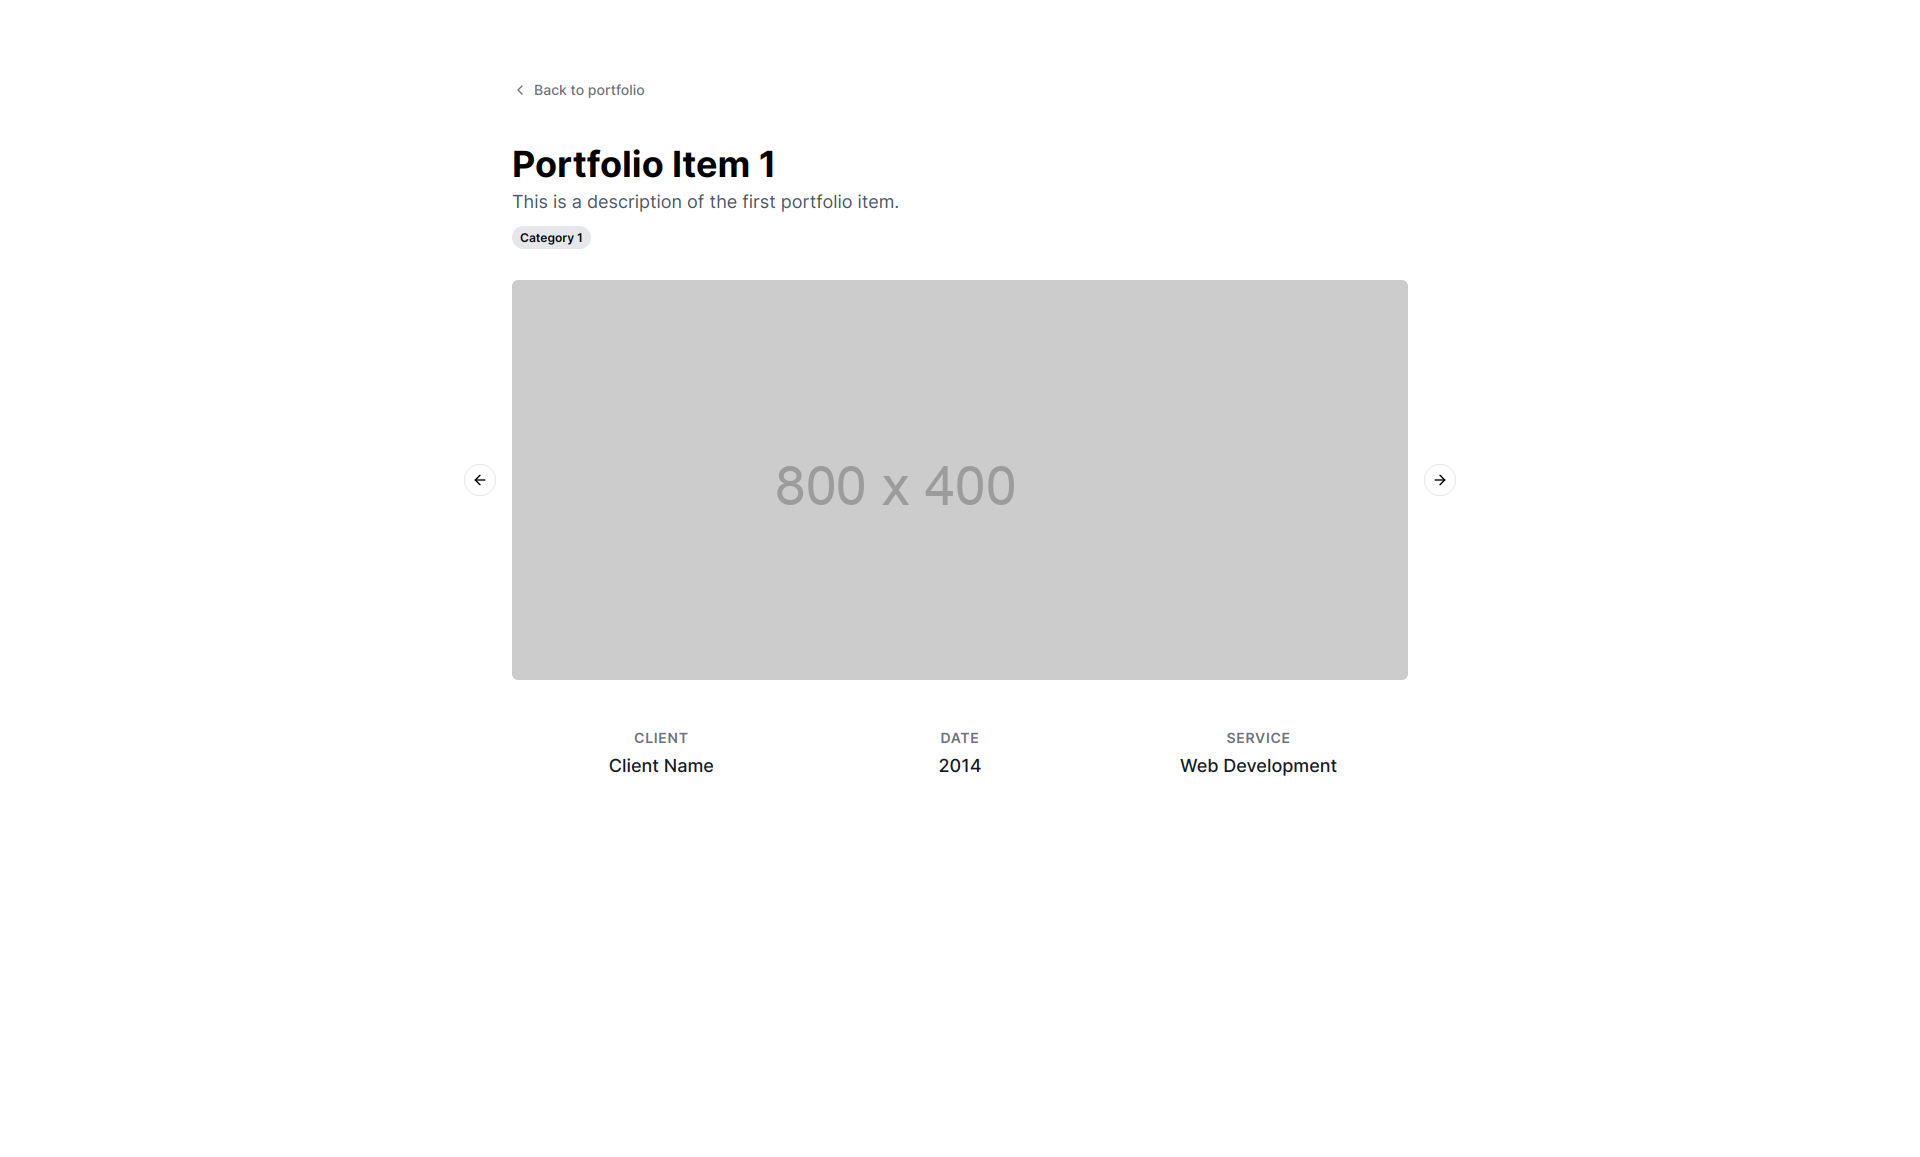 Back to portfolio
Portfolio Item 1
This is a description of the first portfolio item.
Category 1
800 x 400
CLIENT
Client Name
DATE
2014
SERVICE
Web Development